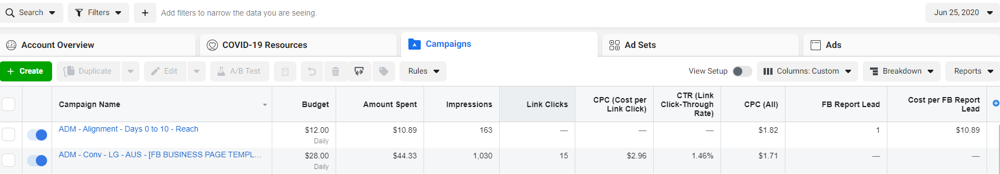 Search Filters + Add filters to narrow the data you are seeing. Jun 25, 2020
Account Overview COVID-19 Resources Campaigns Ad Sets Ads
+ Create Duplicate Edit A/B Test Rules View Setup Columns: Custom Breakdown Reports
Campaign Name Budget Amount Spent Impressions Link Clicks CPC (Cost per Link Click) CTR (Link Click-Through Rate) CPC (All) FB Report Lead Cost per FB Report Lead
ADM - Alignment - Days 0 to 10 - Reach $12.00 $10.89 163 — — — $1.82 1 $10.89
Daily
ADM - Conv - LG - AUS - [FB BUSINESS PAGE TEMPL... $28.00 $44.33 1,030 15 $2.96 1.46% $1.71 — —
Daily